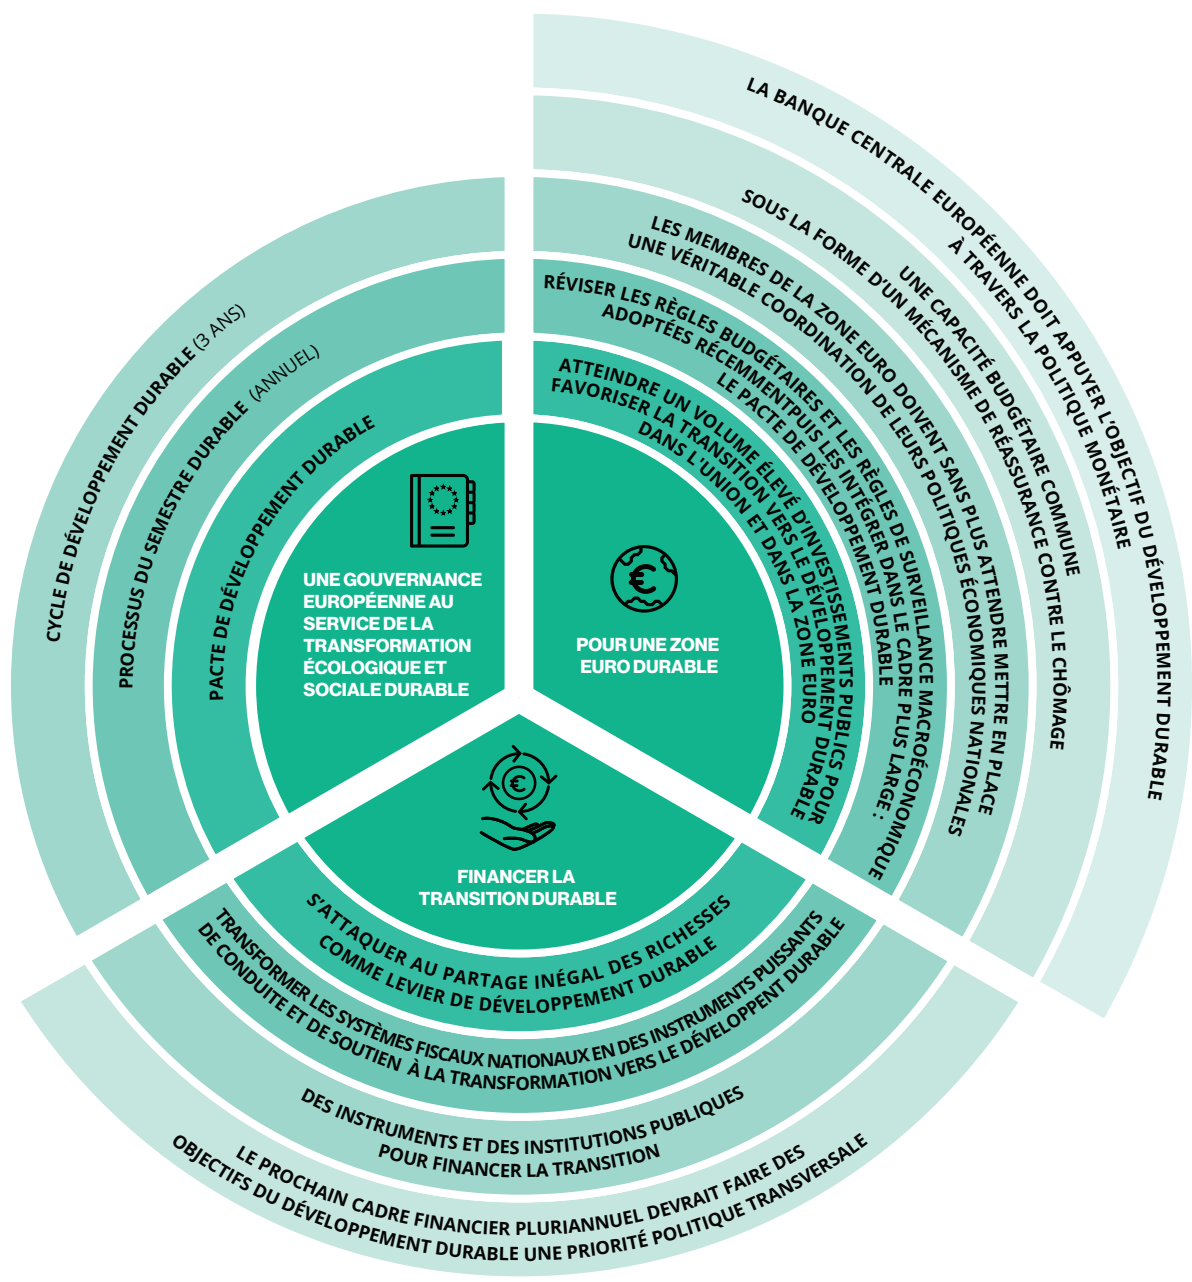 UNE GOUVERNANCE
EUROPÉENNE AU
SERVICE DE LA
TRANSFORMATION
ÉCOLOGIQUE ET
SOCIALE DURABLE
PACTE DE DÉVELOPPEMENT DURABLE
PROCESSUS DU SEMESTRE DURABLE (ANNUEL)
CYCLE DE DÉVELOPPEMENT DURABLE (3 ANS)
POUR UNE ZONE
EURO DURABLE
ATTEINDRE UN VOLUME ÉLEVÉ D'INVESTISSEMENTS PUBLICS POUR
FAVORISER LA TRANSITION VERS LE DÉVELOPPEMENT DURABLE
DANS L'UNION ET DANS LA ZONE EURO
RÉVISER LES RÈGLES BUDGÉTAIRES ET LES RÈGLES DE SURVEILLANCE MACROÉCONOMIQUE
ADOPTÉES RÉCEMMENTPUIS LES INTÉGRER DANS LE CADRE PLUS LARGE :
LE PACTE DE DÉVELOPPEMENT DURABLE
LES MEMBRES DE LA ZONE EURO DOIVENT SANS PLUS ATTENDRE METTRE EN PLACE
UNE VÉRITABLE COORDINATION DE LEURS POLITIQUES ÉCONOMIQUES NATIONALES
UNE CAPACITÉ BUDGÉTAIRE COMMUNE
SOUS LA FORME D'UN MÉCANISME DE RÉASSURANCE CONTRE LE CHÔMAGE
LA BANQUE CENTRALE EUROPÉENNE DOIT APPUYER L'OBJECTIF DU DÉVELOPPEMENT DURABLE
À TRAVERS LA POLITIQUE MONÉTAIRE
FINANCER LA
TRANSITION DURABLE
S'ATTAQUER AU PARTAGE INÉGAL DES RICHESSES
COMME LEVIER DE DÉVELOPPEMENT DURABLE
TRANSFORMER LES SYSTÈMES FISCAUX NATIONAUX EN DES INSTRUMENTS PUISSANTS
DE CONDUITE ET DE SOUTIEN À LA TRANSFORMATION VERS LE DÉVELOPPENT DURABLE
DES INSTRUMENTS ET DES INSTITUTIONS PUBLIQUES
POUR FINANCER LA TRANSITION
LE PROCHAIN CADRE FINANCIER PLURIANNUEL DEVRAIT FAIRE DES
OBJECTIFS DU DÉVELOPPEMENT DURABLE UNE PRIORITÉ POLITIQUE TRANSVERSALE